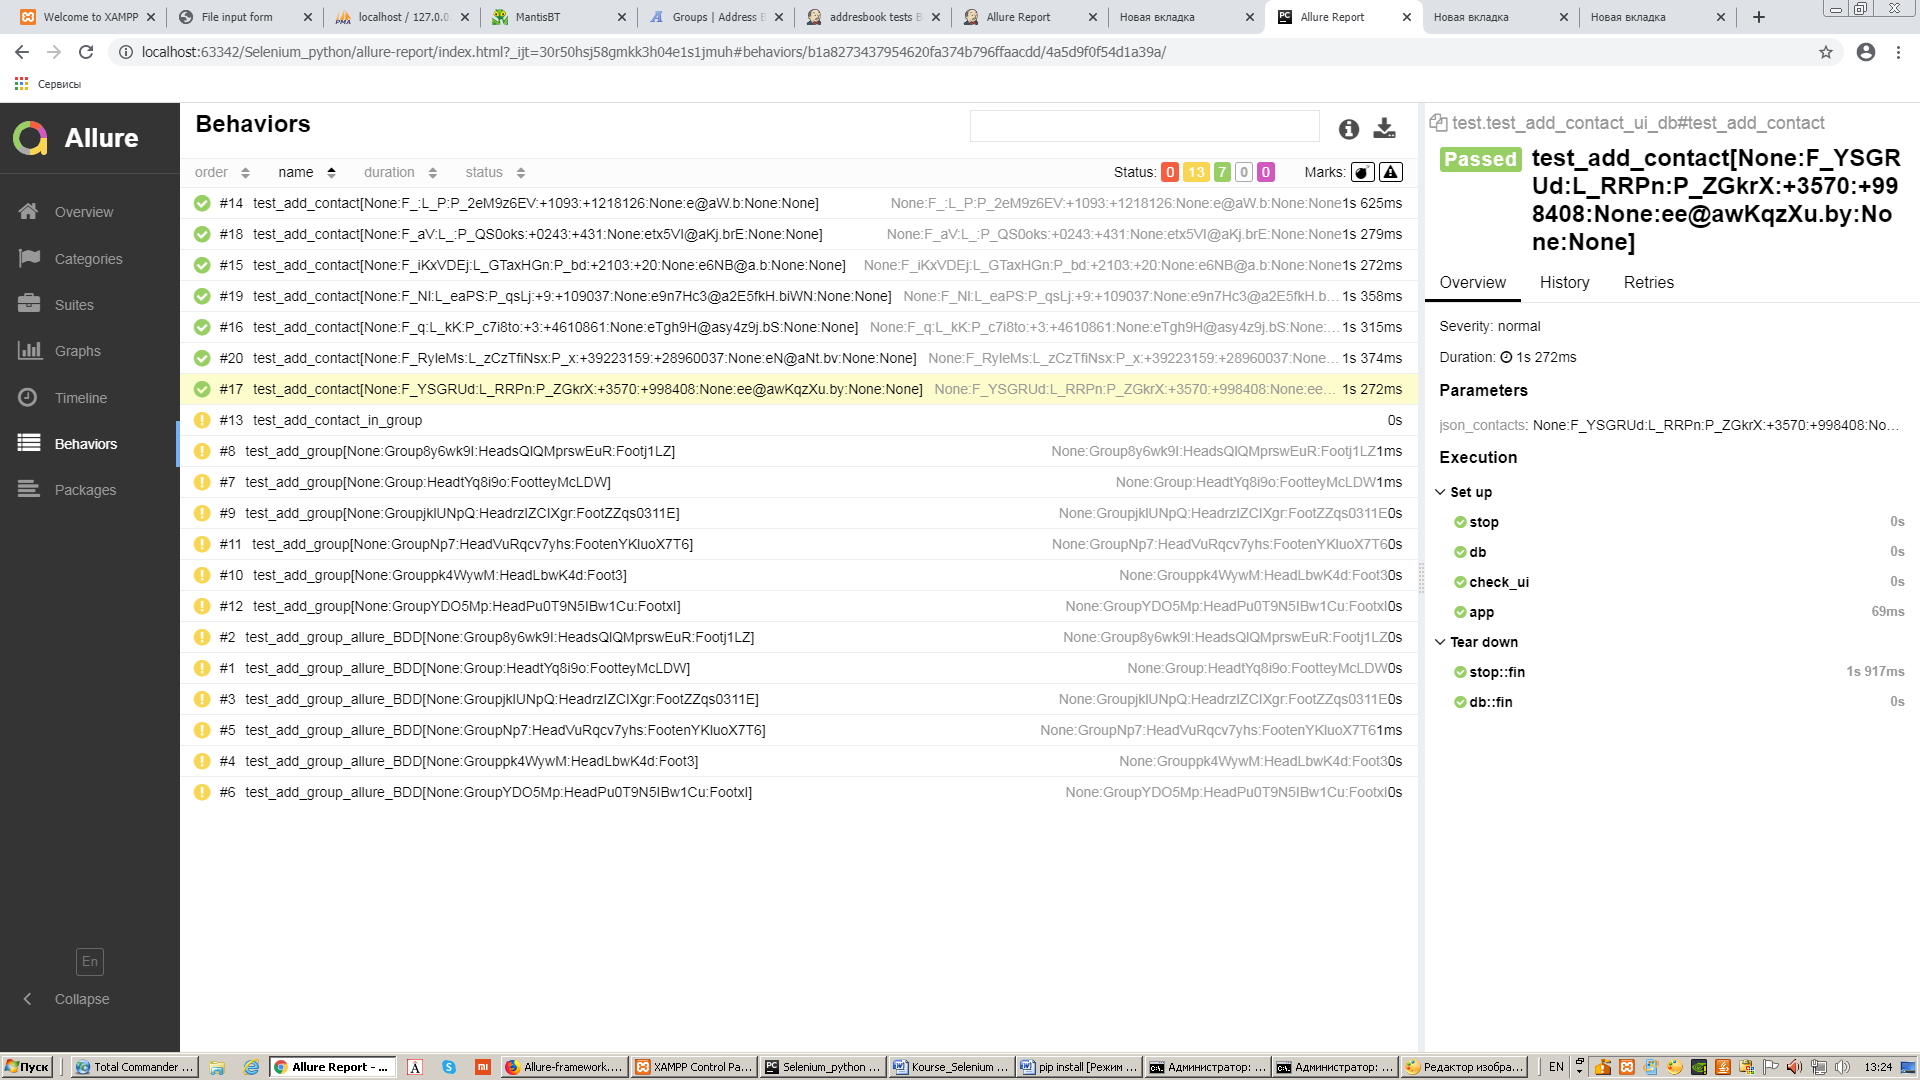 Welcome to XAMPP
File input form
localhost / 127.0.0.
MantisBT
Groups | Address B
addresbook tests B
Allure Report
Новая вкладка
Allure Report
Новая вкладка
Новая вкладка
localhost:63342/Selenium_python/allure-report/index.html?_ijt=30r50hsj58gmkk3h04e1s1jmuh#behaviors/b1a8273437954620fa374b796ffaacdd/4a5d9f0f54d1a39a/
Сервисы
Allure
Overview
Categories
Suites
Graphs
Timeline
Behaviors
Packages
En
Collapse
Behaviors
order name duration status
Status: 0 13 7 0 0 Marks:
#14 test_add_contact[None:F_:L_P:P_2eM9z6EV:+1093:+1218126:None:e@aW.b:None:None] None:F_:L_P:P_2eM9z6EV:+1093:+1218126:None:e@aW.b:None:None 1s 625ms
#18 test_add_contact[None:F_aV:L_:P_QS0oks:+0243:+431:None:etx5VI@aKj.brE:None:None] None:F_aV:L_:P_QS0oks:+0243:+431:None:etx5VI@aKj.brE:None:None 1s 279ms
#15 test_add_contact[None:F_iKxVDEj:L_GTaxHGn:P_bd:+2103:+20:None:e6NB@a.b:None:None] None:F_iKxVDEj:L_GTaxHGn:P_bd:+2103:+20:None:e6NB@a.b:None:None 1s 272ms
#19 test_add_contact[None:F_NI:L_eaPS:P_qsLj:+9:+109037:None:e9n7Hc3@a2E5fkH.biWN:None:None] None:F_NI:L_eaPS:P_qsLj:+9:+109037:None:e9n7Hc3@a2E5fkH.b... 1s 358ms
#16 test_add_contact[None:F_q:L_kK:P_c7i8to:+3:+4610861:None:eTgh9H@asy4z9j.bS:None:None] None:F_q:L_kK:P_c7i8to:+3:+4610861:None:eTgh9H@asy4z9j.bS:None:... 1s 315ms
#20 test_add_contact[None:F_RyleMs:L_zCzTfiNsx:P_x:+39223159:+28960037:None:eN@aNt.bv:None:None] None:F_RyleMs:L_zCzTfiNsx:P_x:+39223159:+28960037:None... 1s 374ms
#17 test_add_contact[None:F_YSGRUd:L_RRPn:P_ZGkrX:+3570:+998408:None:ee@awKqzXu.by:None:None] None:F_YSGRUd:L_RRPn:P_ZGkrX:+3570:+998408:None:ee... 1s 272ms
#13 test_add_contact_in_group 0s
#8 test_add_group[None:Group8y6wk9I:HeadsQIQMprswEuR:Footj1LZ] None:Group8y6wk9I:HeadsQIQMprswEuR:Footj1LZ 1ms
#7 test_add_group[None:Group:HeadtYq8i9o:FootteyMcLDW] None:Group:HeadtYq8i9o:FootteyMcLDW 1ms
#9 test_add_group[None:GroupjklUNpQ:HeadrzIZCIXgr:FootZZqs0311E] None:GroupjklUNpQ:HeadrzIZCIXgr:FootZZqs0311E 0s
#11 test_add_group[None:GroupNp7:HeadVuRqcv7yhs:FootenYKluoX7T6] None:GroupNp7:HeadVuRqcv7yhs:FootenYKluoX7T6 0s
#10 test_add_group[None:Grouppk4WywM:HeadLbwK4d:Foot3] None:Grouppk4WywM:HeadLbwK4d:Foot3 0s
#12 test_add_group[None:GroupYDO5Mp:HeadPu0T9N5IBw1Cu:FootxI] None:GroupYDO5Mp:HeadPu0T9N5IBw1Cu:FootxI 0s
#2 test_add_group_allure_BDD[None:Group8y6wk9I:HeadsQIQMprswEuR:Footj1LZ] None:Group8y6wk9I:HeadsQIQMprswEuR:Footj1LZ 0s
#1 test_add_group_allure_BDD[None:Group:HeadtYq8i9o:FootteyMcLDW] None:Group:HeadtYq8i9o:FootteyMcLDW 0s
#3 test_add_group_allure_BDD[None:GroupjklUNpQ:HeadrzIZCIXgr:FootZZqs0311E] None:GroupjklUNpQ:HeadrzIZCIXgr:FootZZqs0311E 0s
#5 test_add_group_allure_BDD[None:GroupNp7:HeadVuRqcv7yhs:FootenYKluoX7T6] None:GroupNp7:HeadVuRqcv7yhs:FootenYKluoX7T6 1ms
#4 test_add_group_allure_BDD[None:Grouppk4WywM:HeadLbwK4d:Foot3] None:Grouppk4WywM:HeadLbwK4d:Foot3 0s
#6 test_add_group_allure_BDD[None:GroupYDO5Mp:HeadPu0T9N5IBw1Cu:FootxI] None:GroupYDO5Mp:HeadPu0T9N5IBw1Cu:FootxI 0s
test.test_add_contact_ui_db#test_add_contact
Passed test_add_contact[None:F_YSGR
Ud:L_RRPn:P_ZGkrX:+3570:+99
8408:None:ee@awKqzXu.by:No
ne:None]
Overview History Retries
Severity: normal
Duration: 1s 272ms
Parameters
json_contacts: None:F_YSGRUd:L_RRPn:P_ZGkrX:+3570:+998408:No...
Execution
Set up
stop 0s
db 0s
check_ui 0s
app 69ms
Tear down
stop::fin 1s 917ms
db::fin 0s
Пуск
Total Commander ...
Allure Report - ...
Allure-framework....
XAMPP Control Pa...
Selenium_python ...
Kourse_Selenium ...
pip install [Режим ...
Администратор: ...
Администратор: ...
Редактор изобра...
EN
13:24